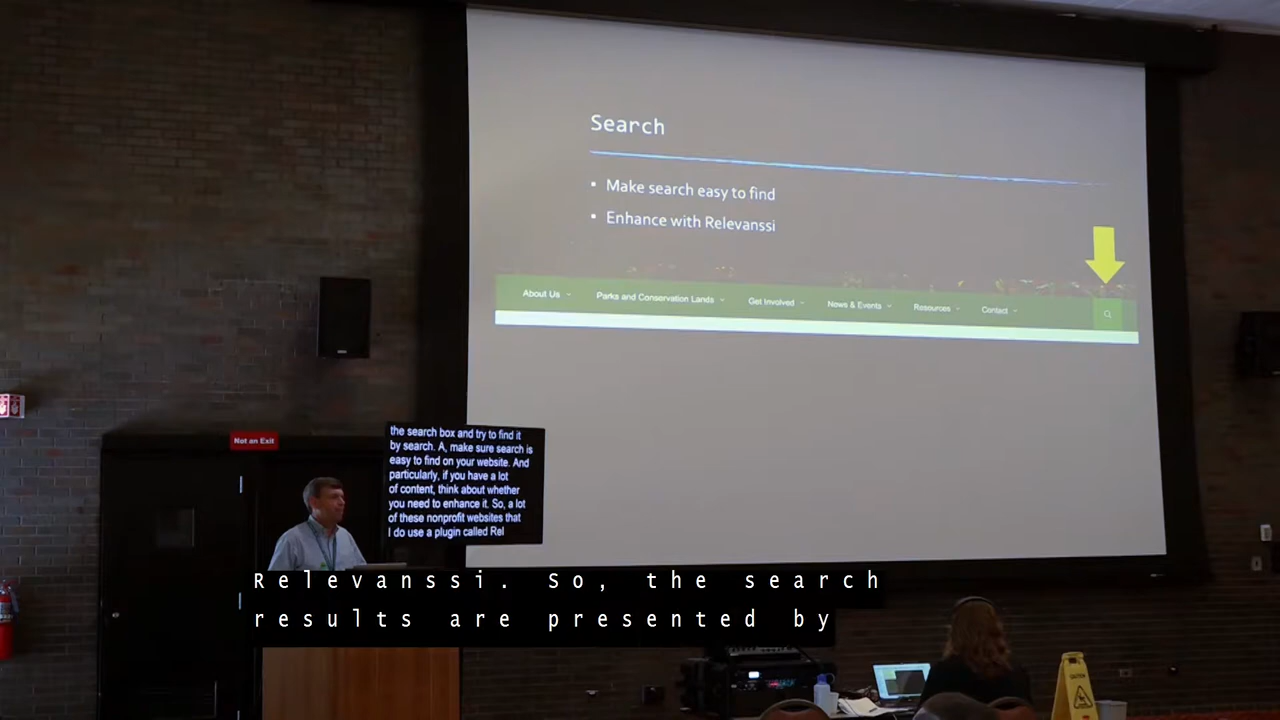 Search
• Make search easy to find
• Enhance with Relevanssi
About Us Parks and Conservation Lands Get Involved News & Events Resources Contact
Not an Exit
the search box and try to find it
by search. A, make sure search is
easy to find on your website. And
particularly, if you have a lot
of content, think about whether
you need to enhance it. So, a lot
of these nonprofit websites that
I do use a plugin called Rel
Relevanssi. So, the search
results are presented by
CAUTION